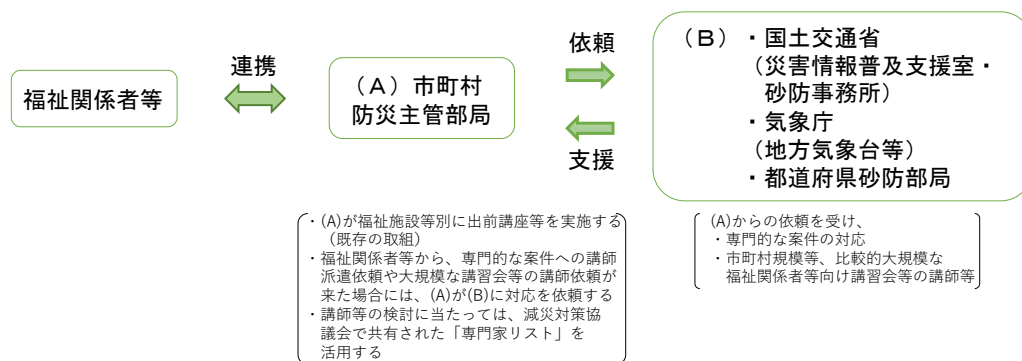 福祉関係者等
連携
(A)市町村
防災主管部局
依頼
支援
(B)・国土交通省
(災害情報普及支援室・
砂防事務所)
・気象庁
(地方気象台等)
・都道府県砂防部局
・(A)が福祉施設等別に出前講座等を実施する
(既存の取組)
・福祉関係者等から、専門的な案件への講師
派遣依頼や大規模な講習会等の講師依頼が
来た場合には、(A)が(B)に対応を依頼する
・講師等の検討に当たっては、減災対策協
議会で共有された「専門家リスト」を
活用する
(A)からの依頼を受け、
・専門的な案件の対応
・市町村規模等、比較的大規模な
福祉関係者等向け講習会等の講師等